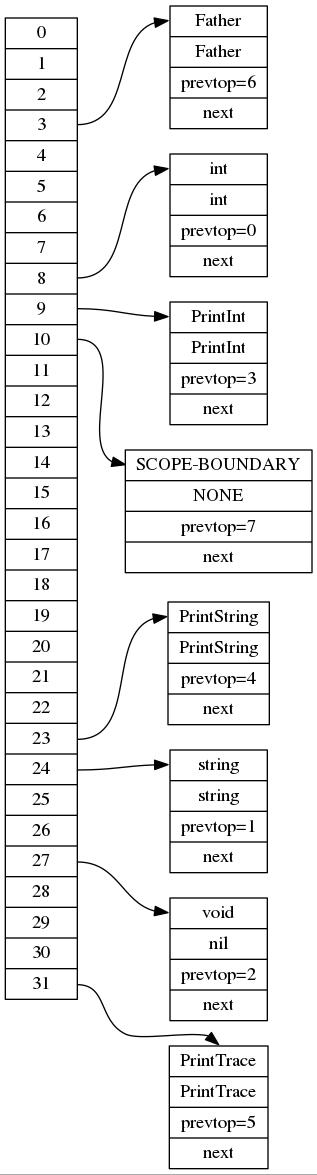 0
1
2
3
4
5
6
7
8
9
10
11
12
13
14
15
16
17
18
19
20
21
22
23
24
25
26
27
28
29
30
31
Father
Father
prevtop=6
next
int
int
prevtop=0
next
PrintInt
PrintInt
prevtop=3
next
SCOPE-BOUNDARY
NONE
prevtop=7
next
PrintString
PrintString
prevtop=4
next
string
string
prevtop=1
next
void
nil
prevtop=2
next
PrintTrace
PrintTrace
prevtop=5
next